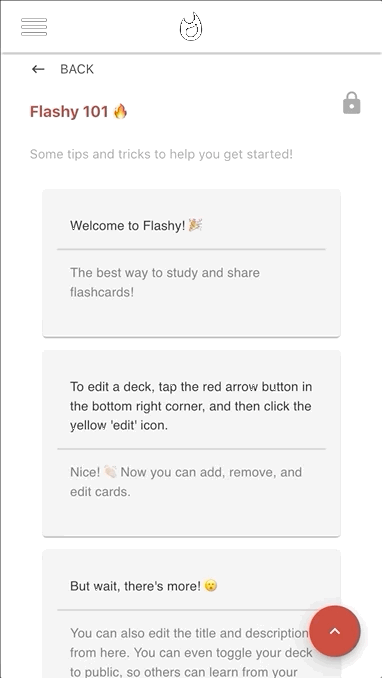 BACK
Flashy 101 🔥
Some tips and tricks to help you get started!
Welcome to Flashy! 🎉
The best way to study and share
flashcards!
To edit a deck, tap the red arrow button in
the bottom right corner, and then click the
yellow 'edit' icon.
Nice! 👏🏻 Now you can add, remove, and
edit cards.
But wait, there's more! 😮
You can also edit the title and description
from here. You can even toggle your deck
to public, so others can learn from your